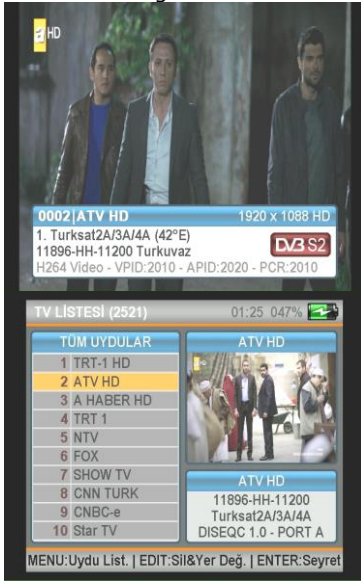 HD
0002|ATV HD 1920 x 1088 HD
1. Turksat2A/3A/4A (42°E)
11896-HH-11200 Turkuvaz
DVB S2
H264 Video - VPID:2010 - APID:2020 - PCR:2010
TV LİSTESİ (2521) 01:25 047%
TÜM UYDULAR
1 TRT-1 HD
2 ATV HD
3 A HABER HD
4 TRT 1
5 NTV
6 FOX
7 SHOW TV
8 CNN TURK
9 CNBC-e
10 Star TV
ATV HD
ATV HD
11896-HH-11200
Turksat2A/3A/4A
DISEQC 1.0 - PORT A
MENU:Uydu List. | EDIT:Sil&Yer Değ. | ENTER:Seyret